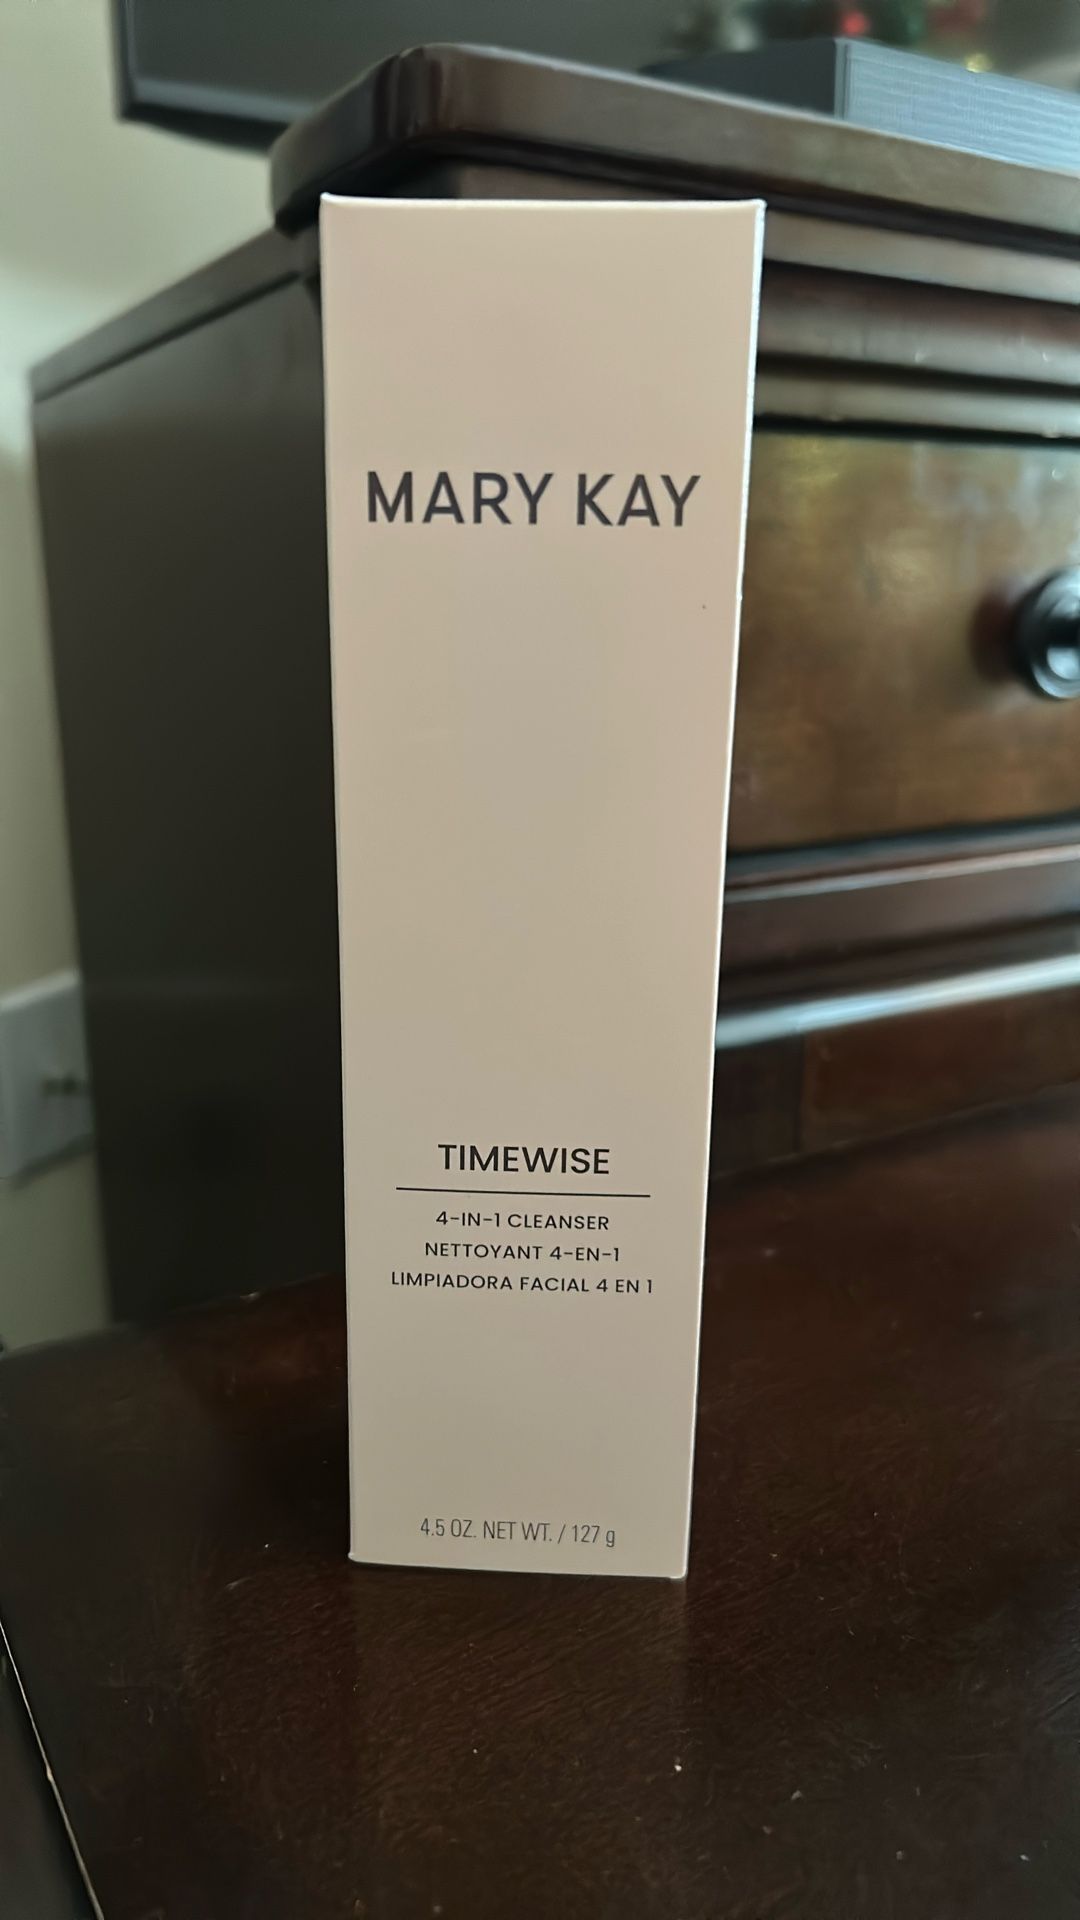 MARY KAY
TIMEWISE
4-IN-1 CLEANSER
NETTOYANT 4-EN-1
LIMPIADORA FACIAL 4 EN 1
4.5 OZ. NET WT. / 127 g